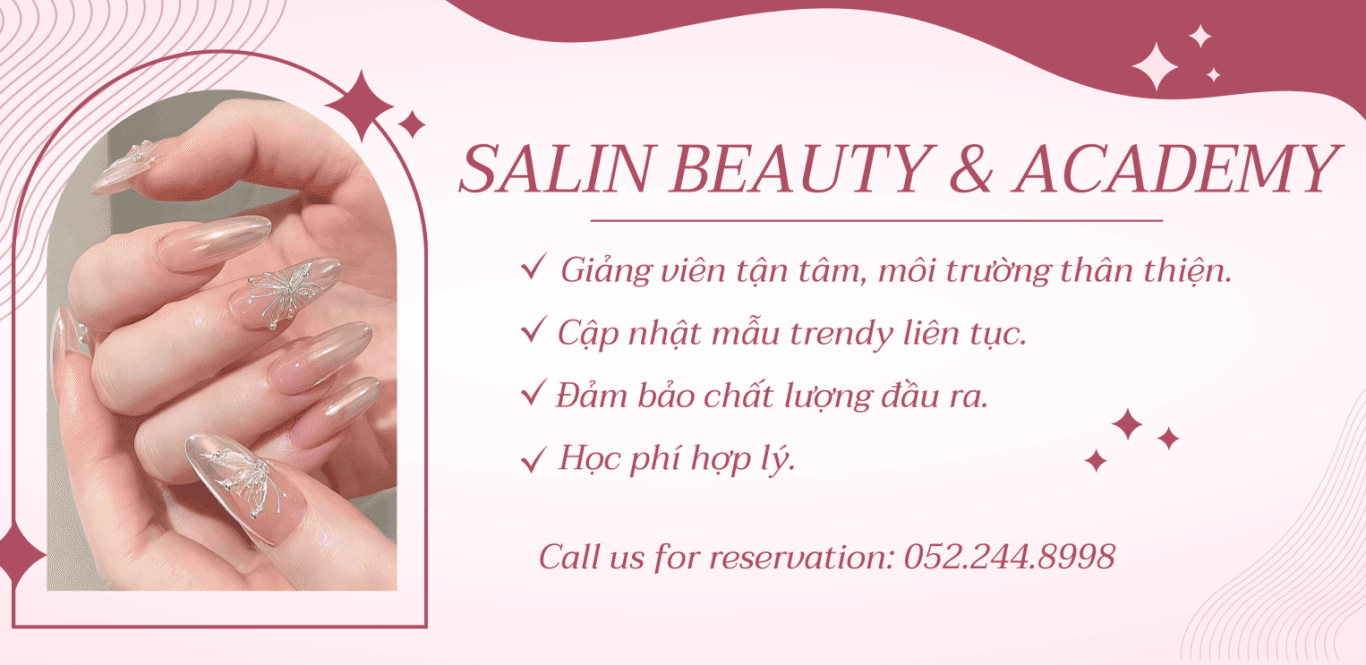 SALIN BEAUTY & ACADEMY
Giảng viên tận tâm, môi trường thân thiện.
Cập nhật mẫu trendy liên tục.
Đảm bảo chất lượng đầu ra.
Học phí hợp lý.
Call us for reservation: 052.244.8998